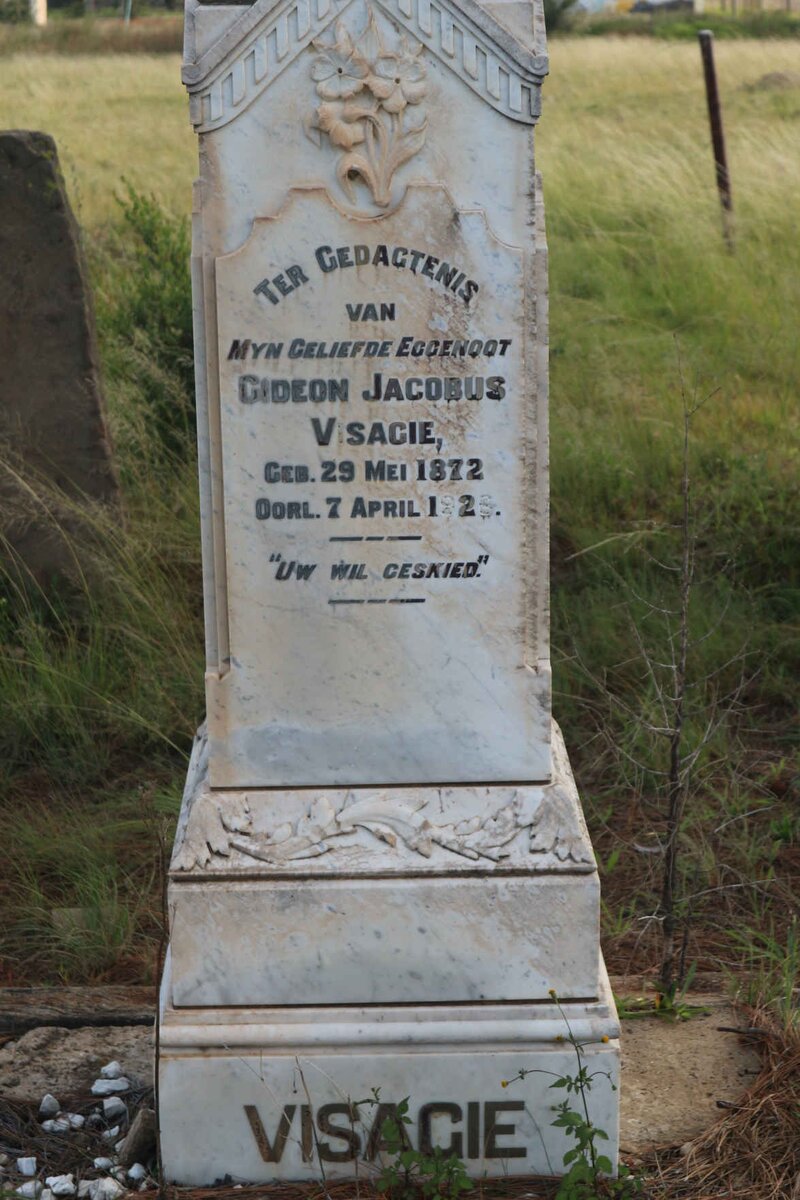 TER GEDACTENIS
VAN
MYN GELIEFDE EGGENOOT
GIDEON JACOBUS
VISAGIE,
GEB. 29 MEI 1872
OORL. 7 APRIL
"UW WIL GESKIED."
VISAGIE